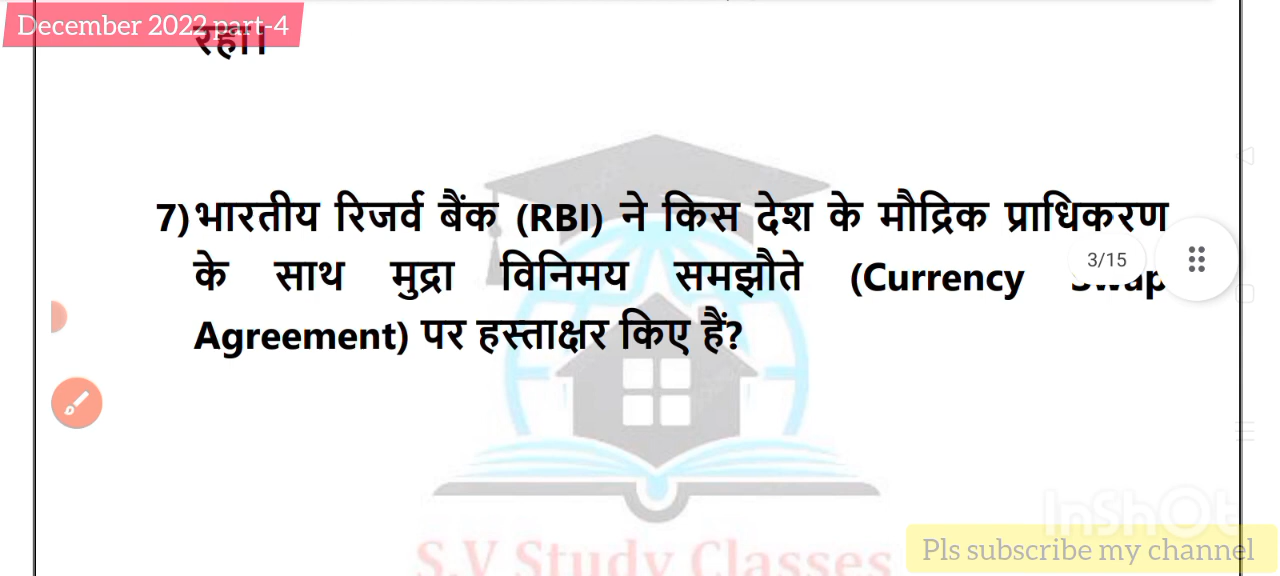 December 2022 part-4
रहा।
7) भारतीय रिजर्व बैंक (RBI) ने किस देश के मौद्रिक प्राधिकरण
के साथ मुद्रा विनिमय समझौते (Currency
3/15
Agreement) पर हस्ताक्षर किए हैं?
InShOt
S.V Study Classes
Pls subscribe my channel